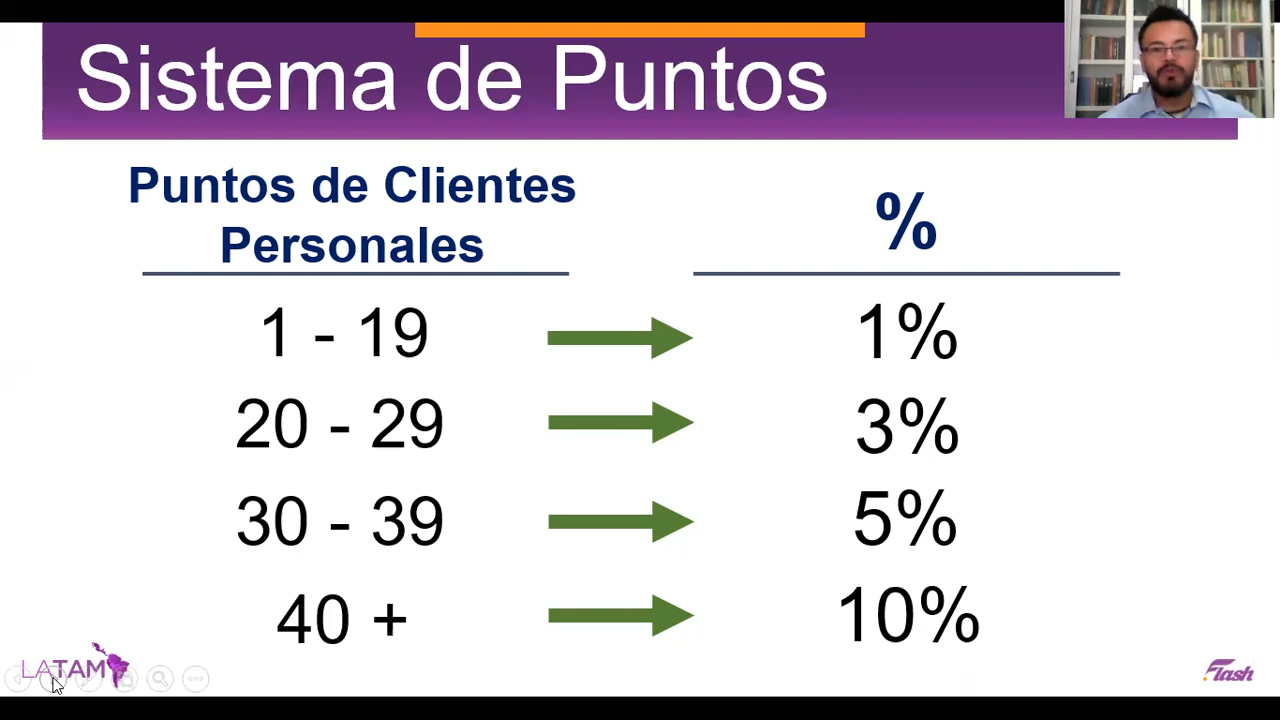 Sistema de Puntos
Puntos de Clientes
Personales
%
1 - 19
1%
20 - 29
3%
30 - 39
5%
40 +
10%
LATAM
Flash